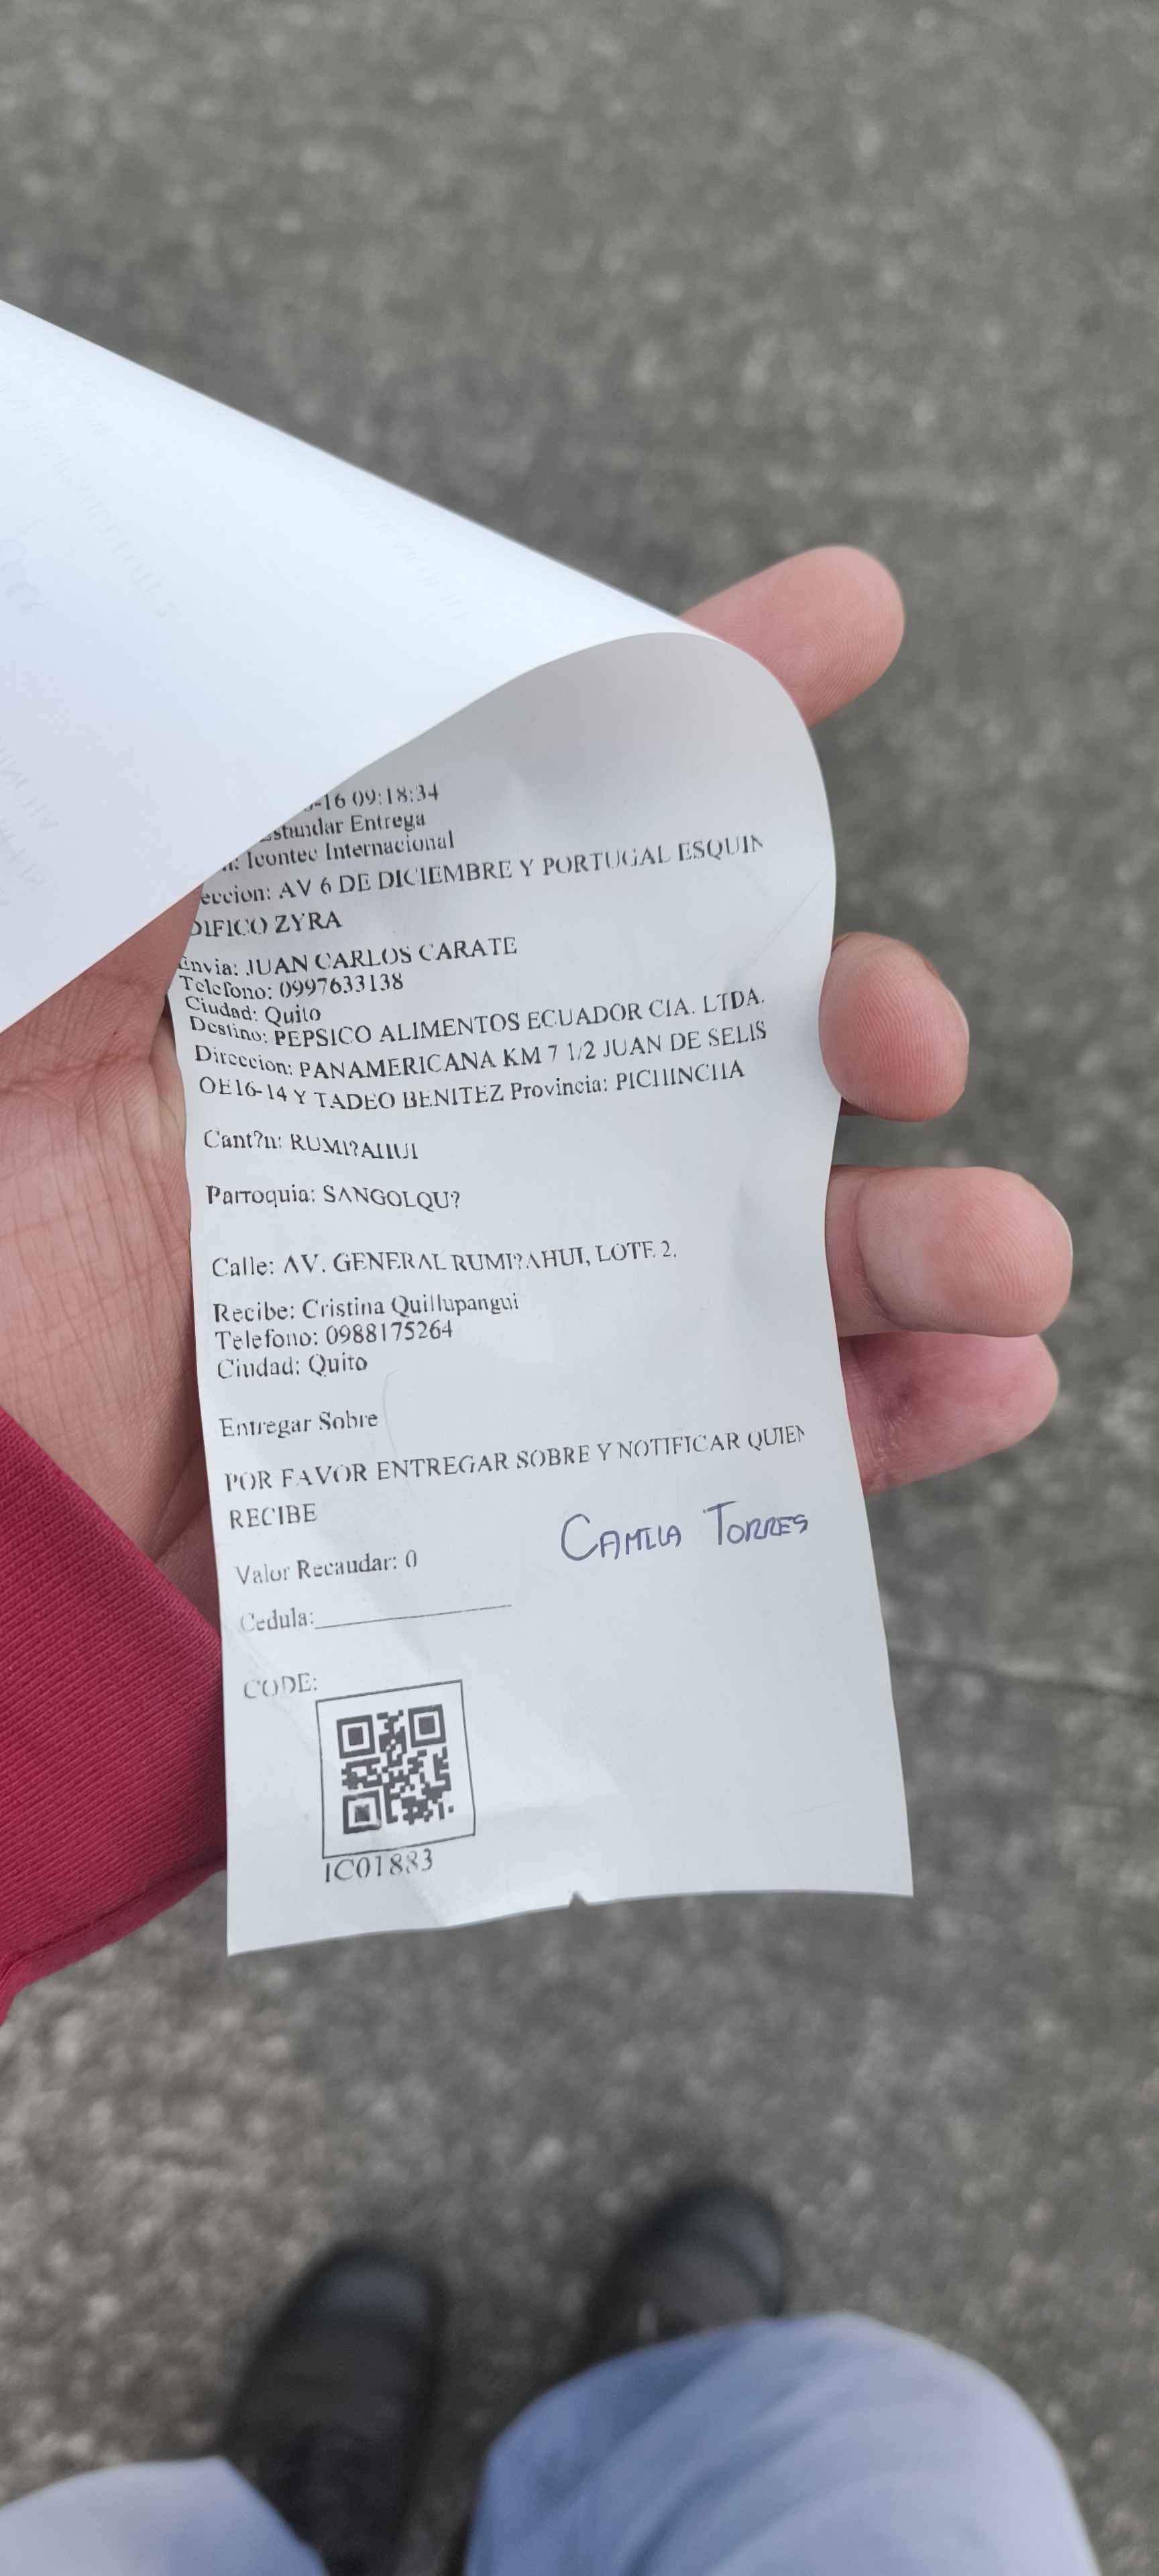 -16 09:18:34
Estandar Entrega
n: Icontec Internacional
eccion: AV 6 DE DICIEMBRE Y PORTUGAL ESQUIN
DIFICO ZYRA
Envia: JUAN CARLOS CARATE
Telefono: 0997633138
Ciudad: Quito
Destino: PEPSICO ALIMENTOS ECUADOR CIA. LTDA.
Direccion: PANAMERICANA KM 7 1/2 JUAN DE SELIS
OE16-14 Y TADEO BENITEZ Provincia: PICHINCHA
Cant?n: RUMI?AHUI
Parroquia: SANGOLQU?
Calle: AV. GENERAL RUMI?AHUI, LOTE 2.
Recibe: Cristina Quillupangui
Telefono: 0988175264
Ciudad: Quito
Entregar Sobre
POR FAVOR ENTREGAR SOBRE Y NOTIFICAR QUIEN
RECIBE
CAMILA TORRES
Valor Recaudar: 0
Cedula:
CODE:
IC01883